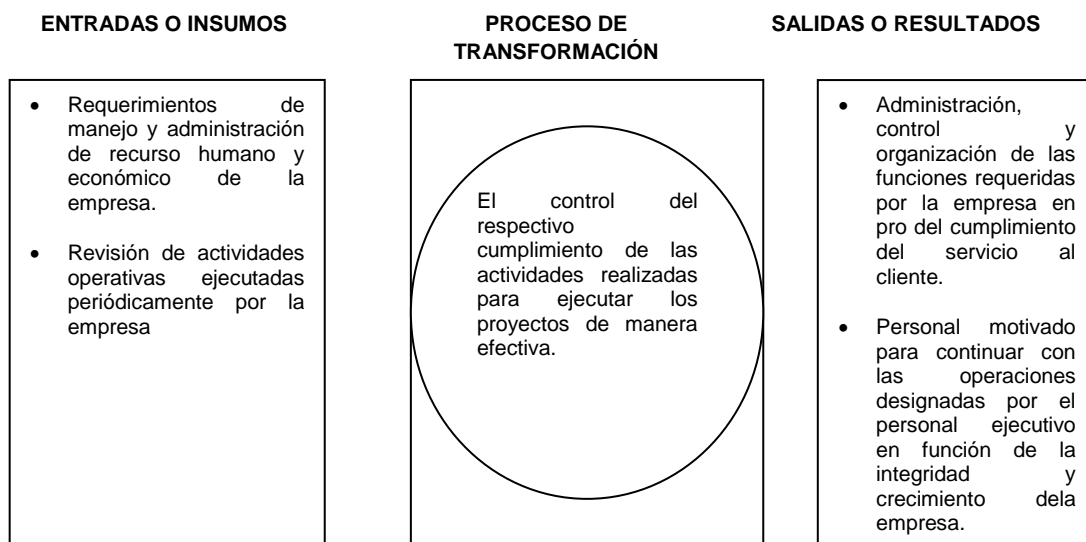 ENTRADAS O INSUMOS
PROCESO DE
TRANSFORMACIÓN
SALIDAS O RESULTADOS
• Requerimientos de
manejo y administración
de recurso humano y
económico de la
empresa.
• Revisión de actividades
operativas ejecutadas
periódicamente por la
empresa
El control del
respectivo
cumplimiento de las
actividades realizadas
para ejecutar los
proyectos de manera
efectiva.
• Administración,
control y
organización de las
funciones requeridas
por la empresa en
pro del cumplimiento
del servicio al
cliente.
• Personal motivado
para continuar con
las operaciones
designadas por el
personal ejecutivo
en función de la
integridad y
crecimiento dela
empresa.